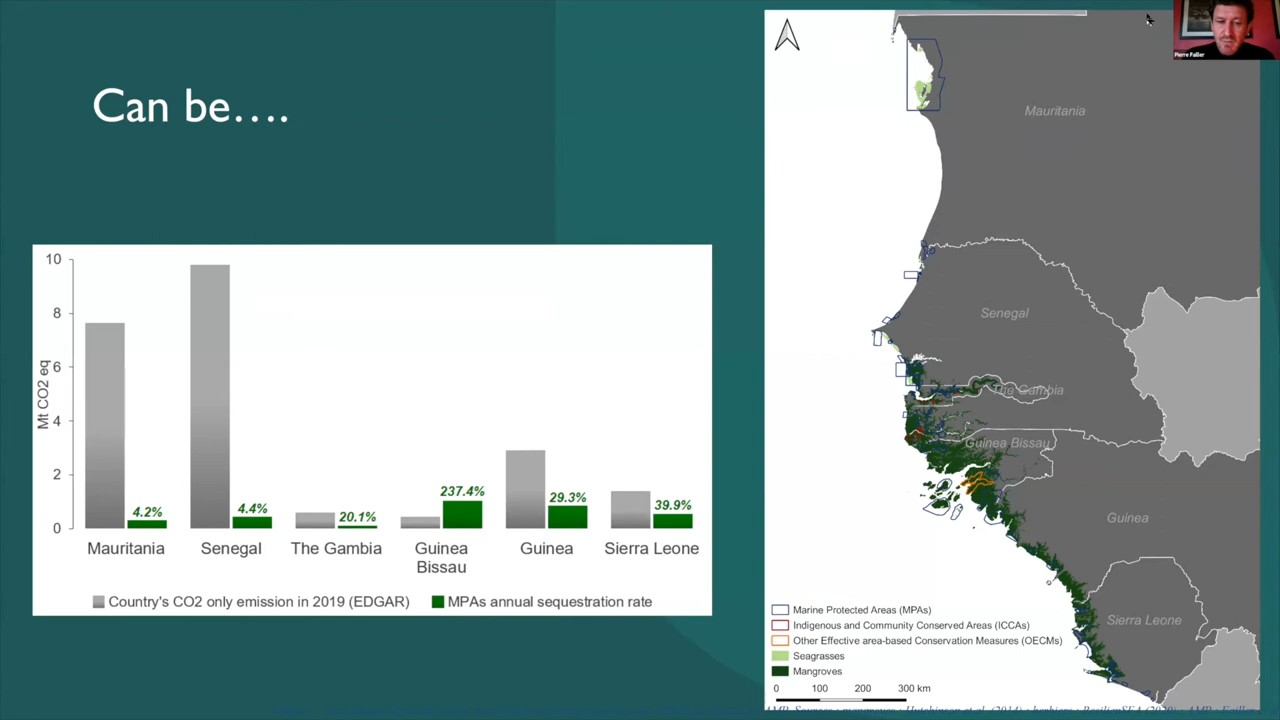 Can be….
10
8
6
4
2
0
Mt CO2 eq
4.2%
4.4%
20.1%
237.4%
29.3%
39.9%
Mauritania
Senegal
The Gambia
Guinea
Bissau
Guinea
Sierra Leone
Country's CO2 only emission in 2019 (EDGAR)
MPAs annual sequestration rate
Pierre Failler
Mauritania
Senegal
The Gambia
Guinea Bissau
Guinea
Sierra Leone
Marine Protected Areas (MPAs)
Indigenous and Community Conserved Areas (ICCAs)
Other Effective area-based Conservation Measures (OECMs)
Seagrasses
Mangroves
0 100 200 300 km